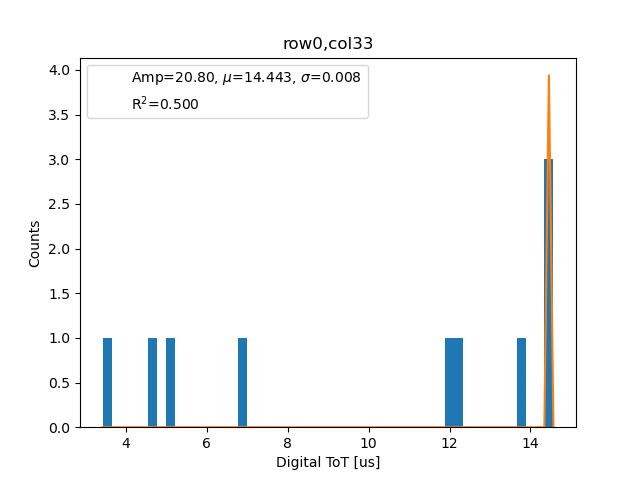 row0,col33
Amp=20.80, μ=14.443, σ=0.008
R²=0.500
4.0
3.5
3.0
2.5
2.0
1.5
1.0
0.5
0.0
Counts
4 6 8 10 12 14
Digital ToT [us]